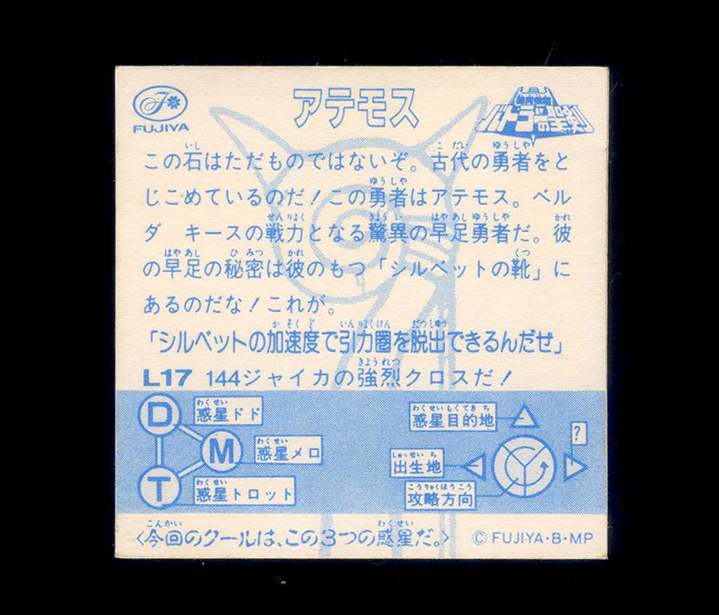 FUJIYA
アテモス
バトラーの聖剣
この石はただものではないぞ。古代の勇者をと
じこめているのだ！この勇者はアテモス。ベル
ダ キースの戦力となる驚異の早足勇者だ。彼
の早足の秘密は彼のもつ「シルベットの靴」に
あるのだな！これが。
「シルベットの加速度で引力圏を脱出できるんだぜ」
L17 144ジャイカの強烈クロスだ！
D 惑星ドド
M 惑星メロ
T 惑星トロット
惑星目的地
?
出生地
攻略方向
〈今回のクールは、この3つの惑星だ。〉
© FUJIYA・B・MP